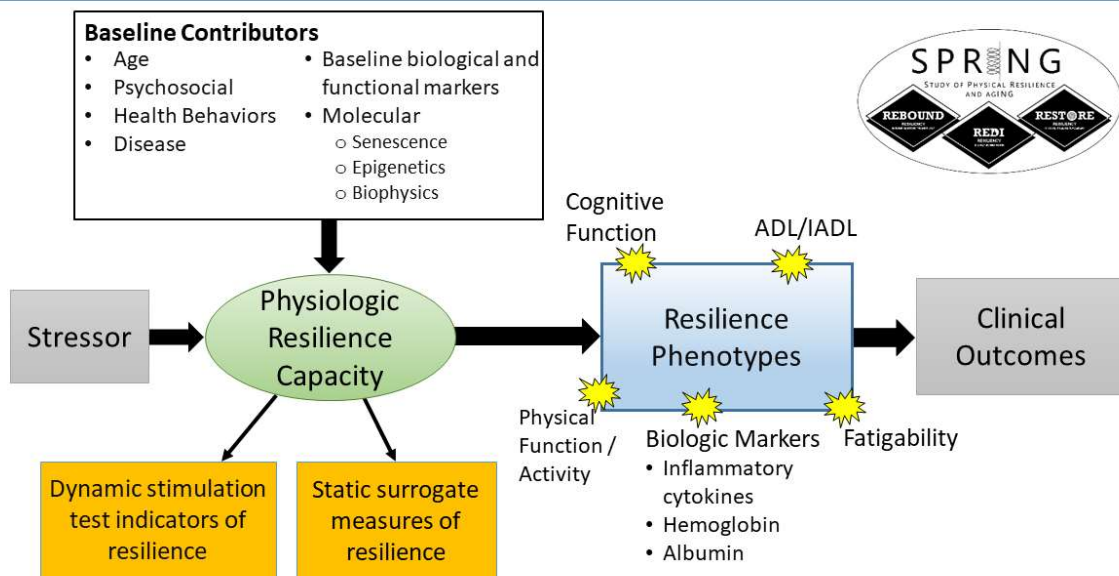 Baseline Contributors
• Age
• Psychosocial
• Health Behaviors
• Disease
• Baseline biological and
functional markers
• Molecular
o Senescence
o Epigenetics
o Biophysics
SPRING
STUDY OF PHYSICAL RESILIENCE
AND AGING
REBOUND
RESILIENCY
REDI
RESILIENCY
RESTORE
RESILIENCY
Stressor
Physiologic
Resilience
Capacity
Cognitive
Function
ADL/IADL
Resilience
Phenotypes
Clinical
Outcomes
Physical
Function /
Activity
Biologic Markers
• Inflammatory
cytokines
• Hemoglobin
• Albumin
Fatigability
Dynamic stimulation
test indicators of
resilience
Static surrogate
measures of
resilience